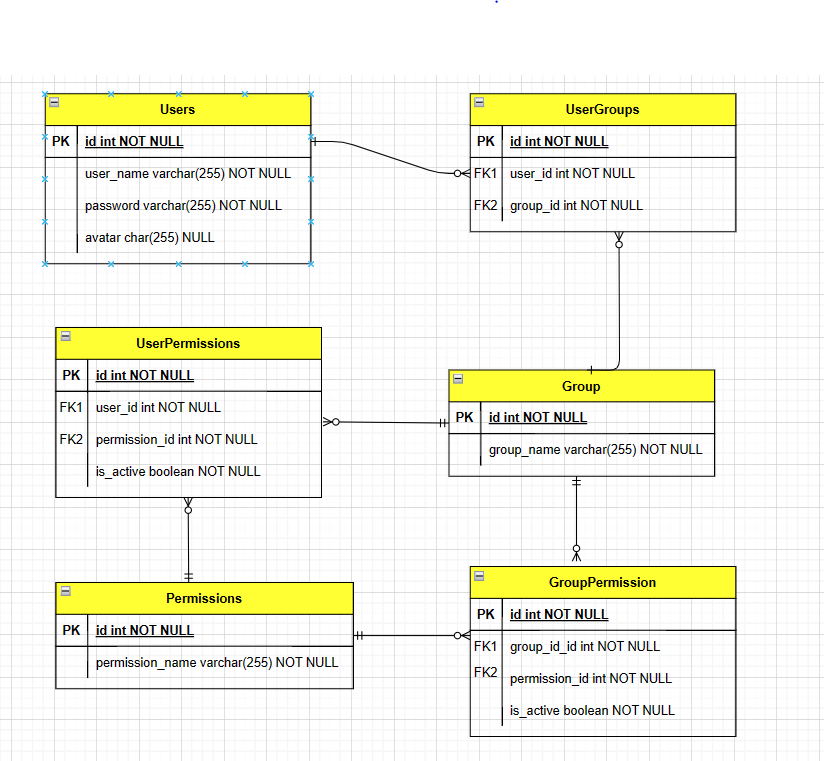 Users
PK id int NOT NULL
user_name varchar(255) NOT NULL
password varchar(255) NOT NULL
avatar char(255) NULL
UserGroups
PK id int NOT NULL
FK1 user_id int NOT NULL
FK2 group_id int NOT NULL
UserPermissions
PK id int NOT NULL
FK1 user_id int NOT NULL
FK2 permission_id int NOT NULL
is_active boolean NOT NULL
Group
PK id int NOT NULL
group_name varchar(255) NOT NULL
Permissions
PK id int NOT NULL
permission_name varchar(255) NOT NULL
GroupPermission
PK id int NOT NULL
FK1 group_id_id int NOT NULL
FK2 permission_id int NOT NULL
is_active boolean NOT NULL